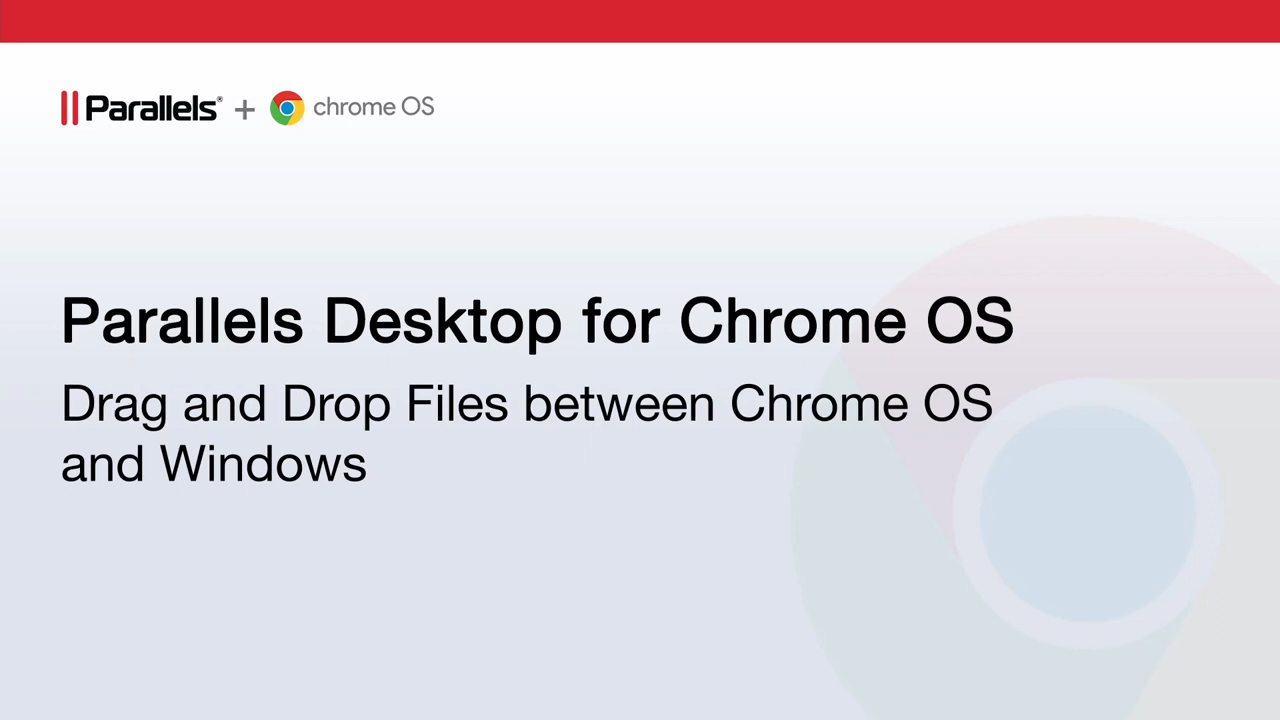 Parallels® + chrome OS
Parallels Desktop for Chrome OS
Drag and Drop Files between Chrome OS
and Windows